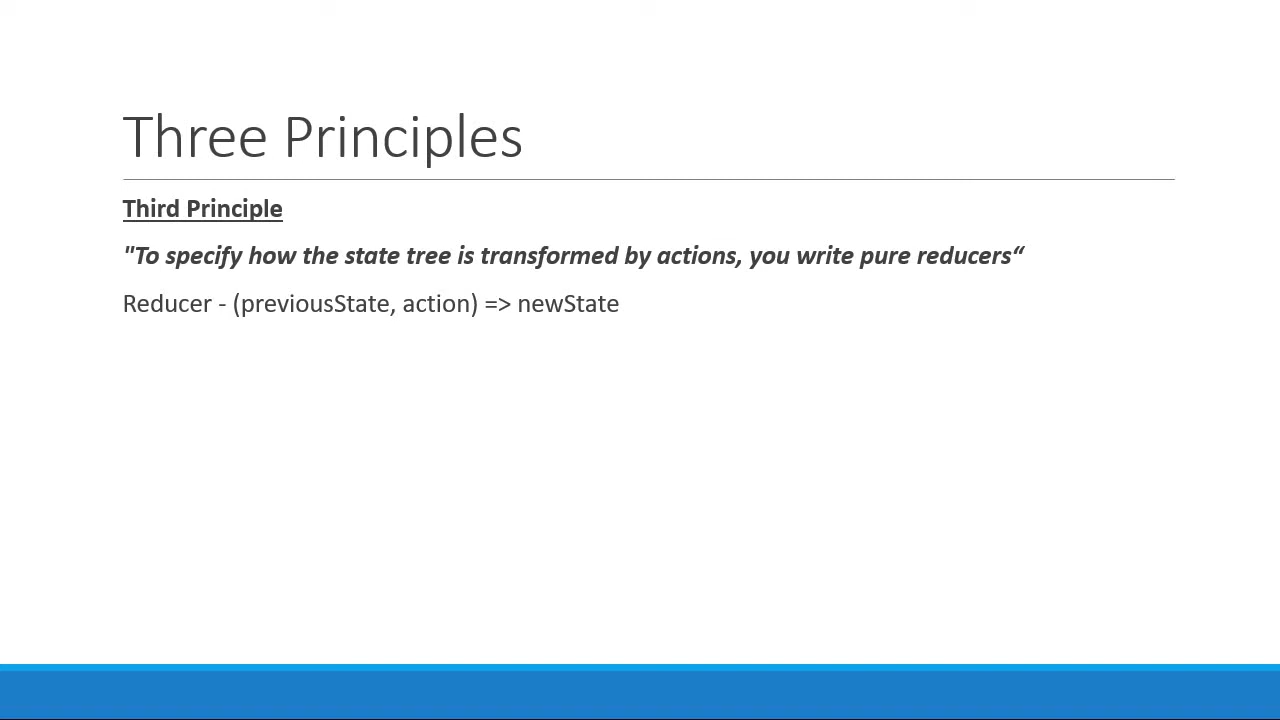 Three Principles
Third Principle
"To specify how the state tree is transformed by actions, you write pure reducers“
Reducer - (previousState, action) => newState